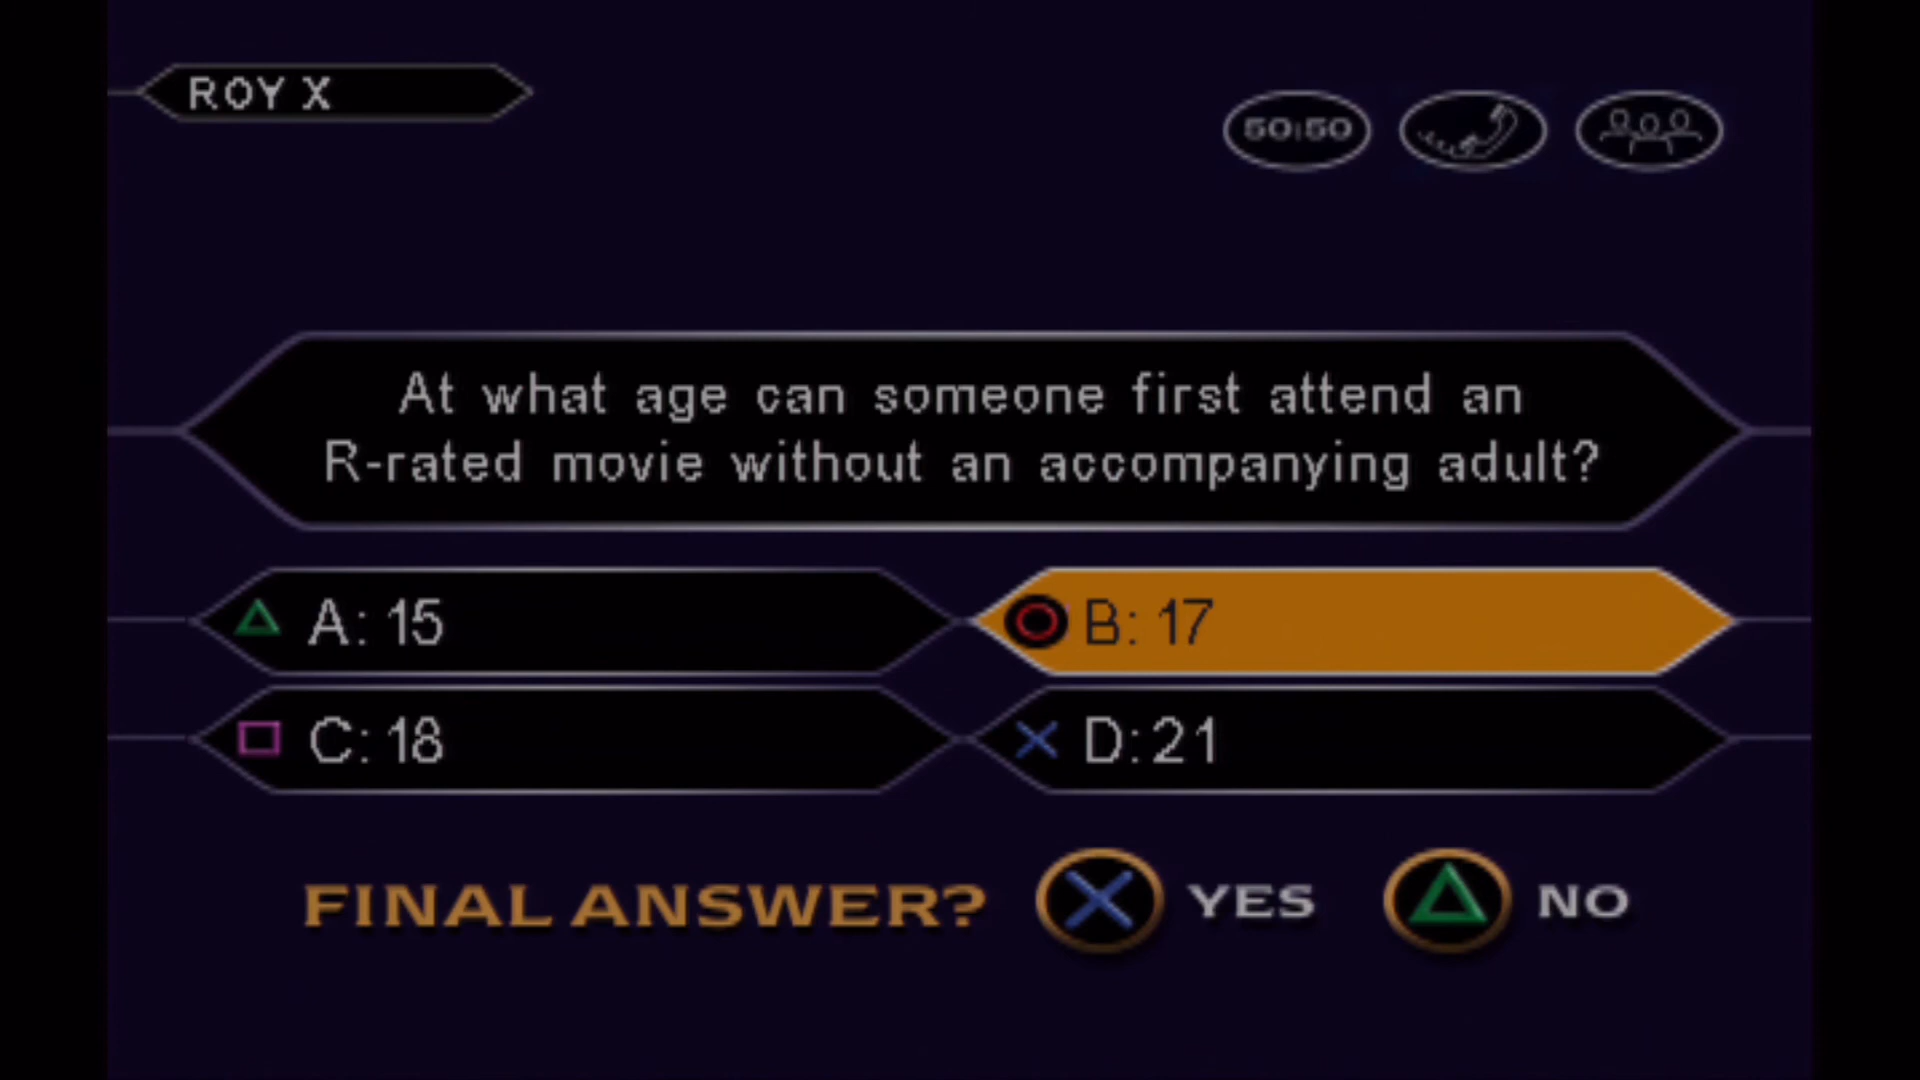 ROY X
50:50
At what age can someone first attend an
R-rated movie without an accompanying adult?
A: 15
B: 17
C: 18
D: 21
FINAL ANSWER? YES NO